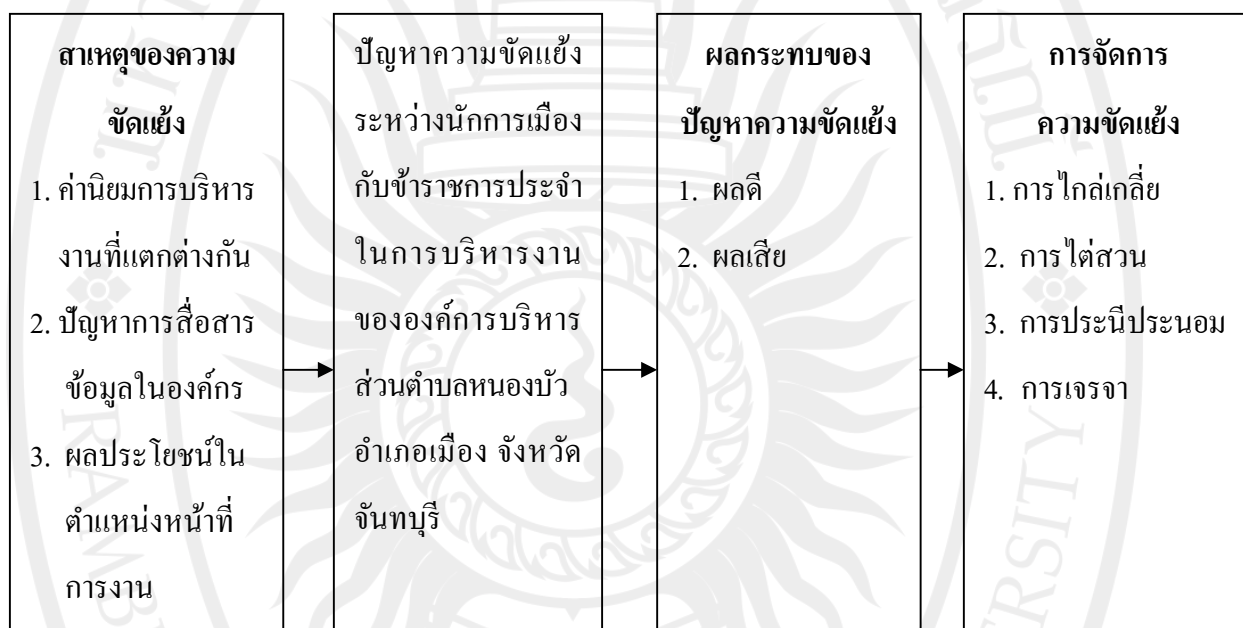 สาเหตุของความ
ขัดแย้ง
1. ค่านิยมการบริหาร
งานที่แตกต่างกัน
2. ปัญหาการสื่อสาร
ข้อมูลในองค์กร
3. ผลประโยชน์ใน
ตำแหน่งหน้าที่
การงาน
ปัญหาความขัดแย้ง
ระหว่างนักการเมือง
กับข้าราชการประจำ
ในการบริหารงาน
ขององค์การบริหาร
ส่วนตำบลหนองบัว
อำเภอเมือง จังหวัด
จันทบุรี
ผลกระทบของ
ปัญหาความขัดแย้ง
1. ผลดี
2. ผลเสีย
การจัดการ
ความขัดแย้ง
1. การไกล่เกลี่ย
2. การไต่สวน
3. การประนีประนอม
4. การเจรจา